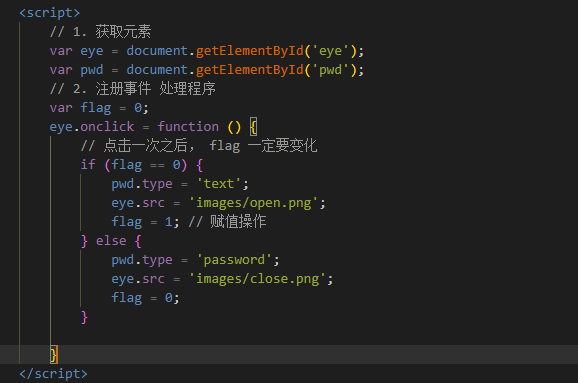 <script>
// 1. 获取元素
var eye = document.getElementById('eye');
var pwd = document.getElementById('pwd');
// 2. 注册事件 处理程序
var flag = 0;
eye.onclick = function () {
// 点击一次之后， flag 一定要变化
if (flag == 0) {
pwd.type = 'text';
eye.src = 'images/open.png';
flag = 1; // 赋值操作
} else {
pwd.type = 'password';
eye.src = 'images/close.png';
flag = 0;
}
}
</script>